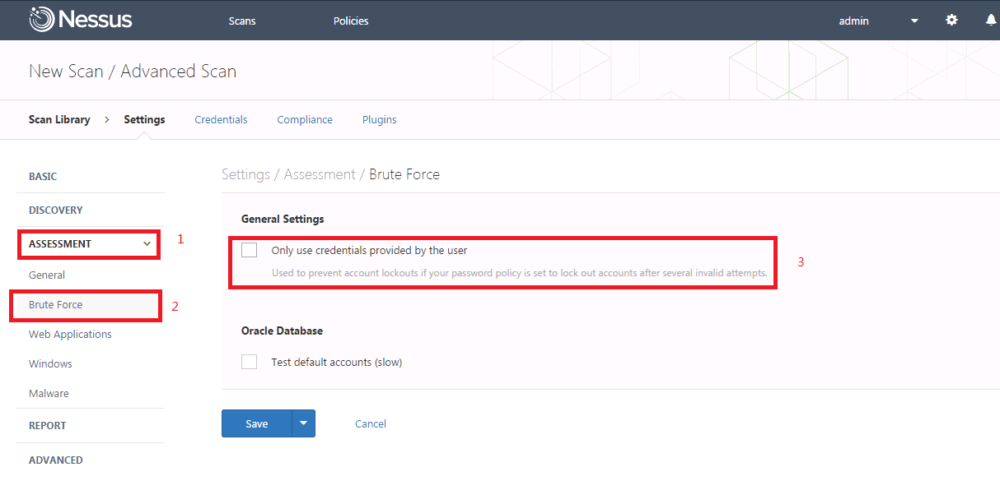 Nessus Scans Policies admin
New Scan / Advanced Scan
Scan Library > Settings Credentials Compliance Plugins
BASIC
DISCOVERY
ASSESSMENT 1
General
Brute Force 2
Web Applications
Windows
Malware
REPORT
ADVANCED
Settings / Assessment / Brute Force
General Settings
Only use credentials provided by the user
Used to prevent account lockouts if your password policy is set to lock out accounts after several invalid attempts.
3
Oracle Database
Test default accounts (slow)
Save Cancel